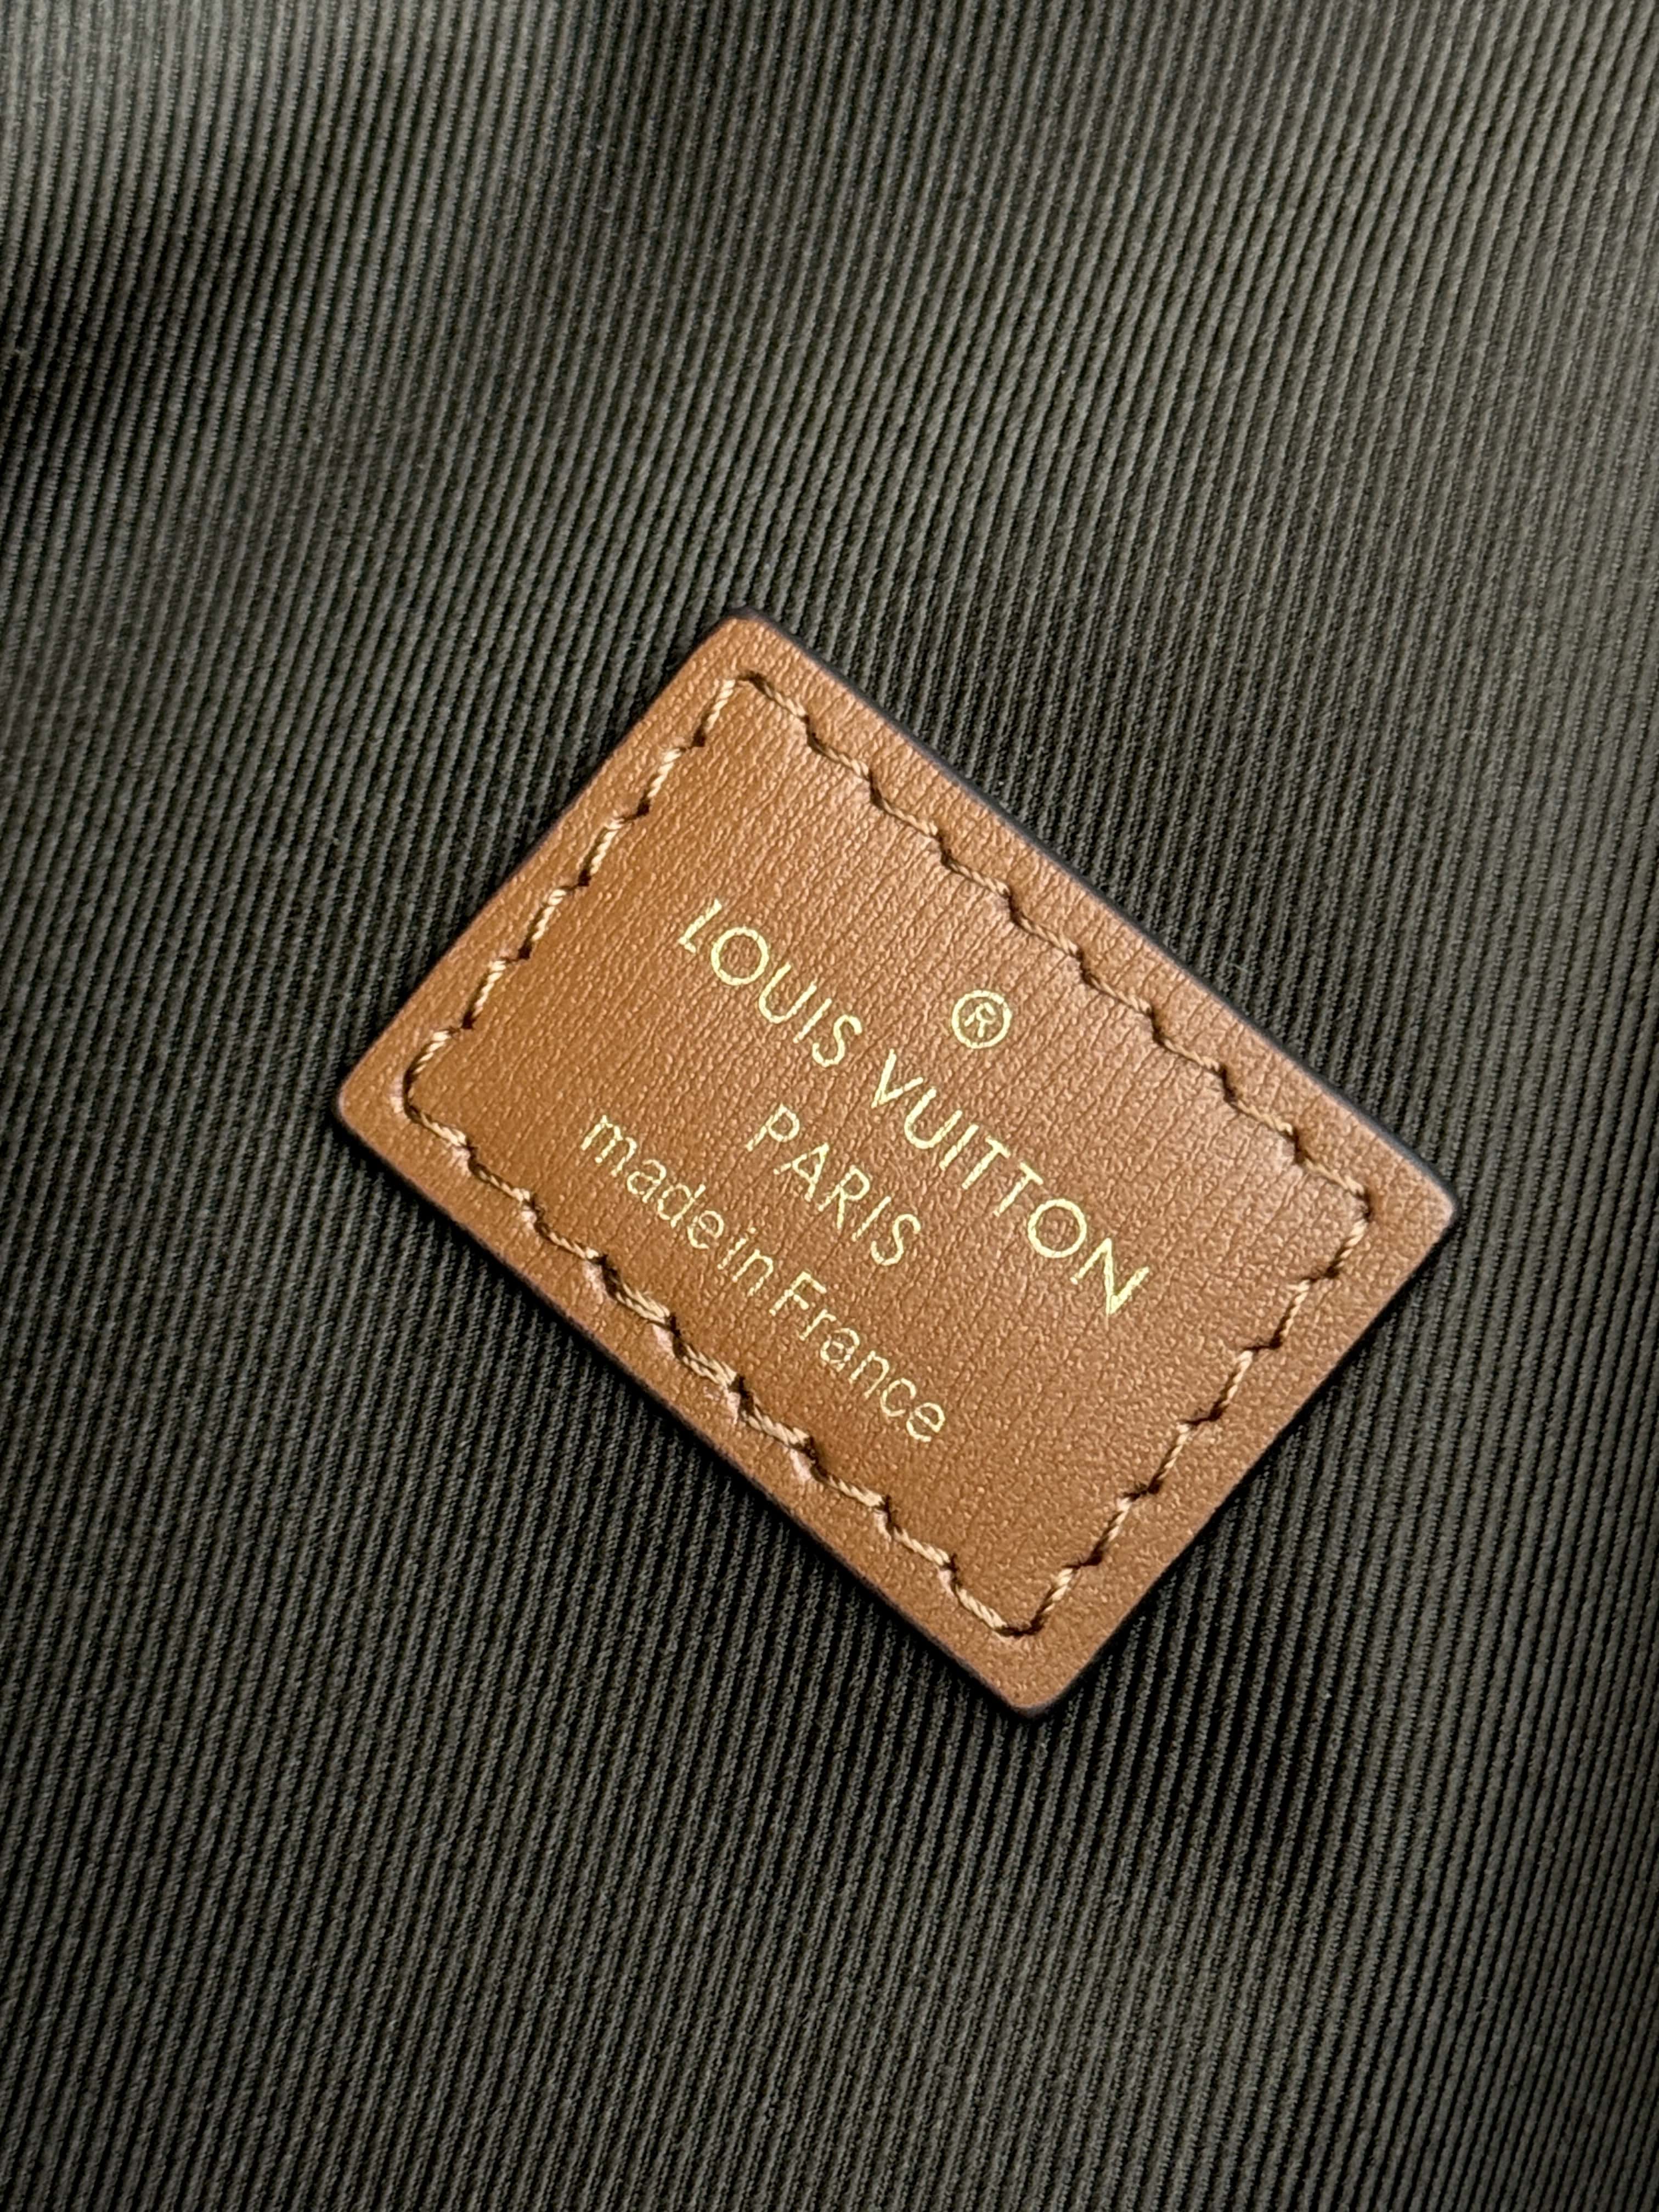 ®
LOUIS VUITTON
PARIS
made in France